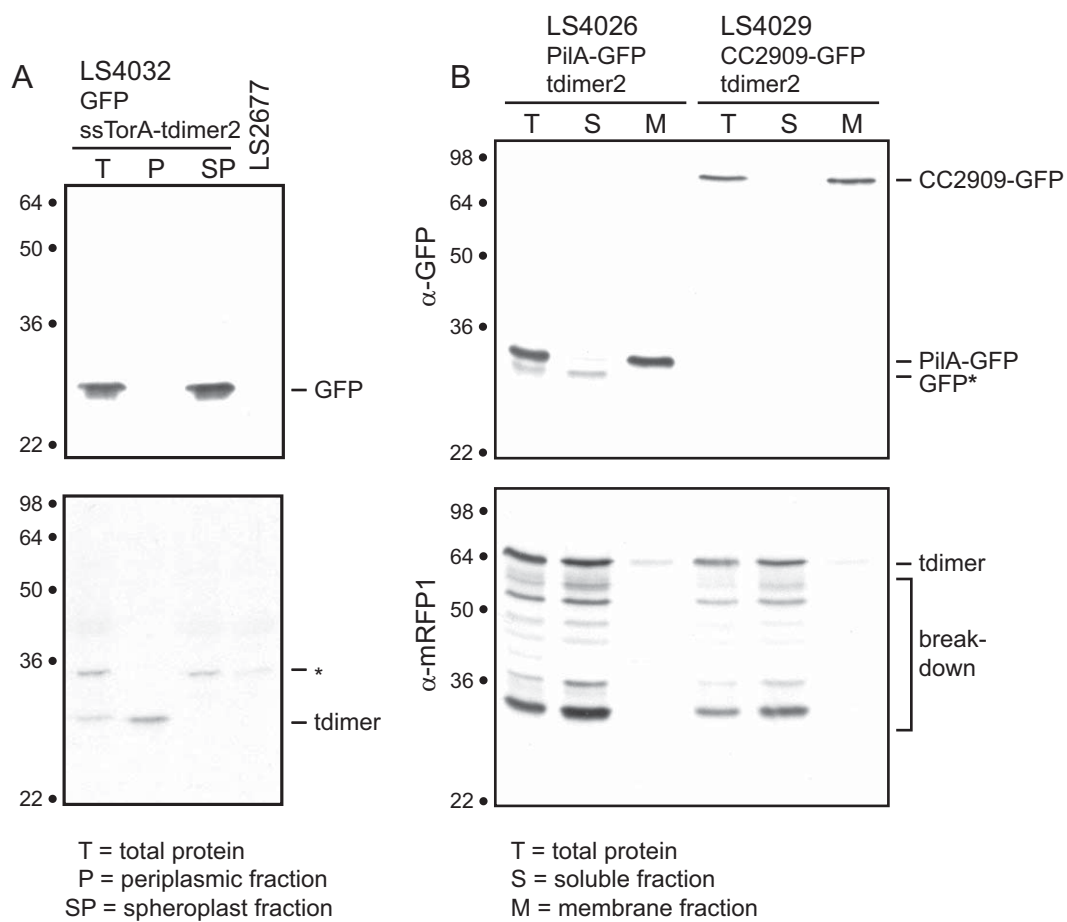 A
LS4032
GFP
ssTorA-tdimer2
LS2677
T P SP
64
50
36
22
GFP
98
64
50
36
22
*
tdimer
T = total protein
P = periplasmic fraction
SP = spheroplast fraction
B
LS4026
PilA-GFP
tdimer2
LS4029
CC2909-GFP
tdimer2
T S M T S M
α-GFP
98
64
50
36
22
CC2909-GFP
PilA-GFP
GFP*
α-mRFP1
98
64
50
36
22
tdimer
break-
down
T = total protein
S = soluble fraction
M = membrane fraction